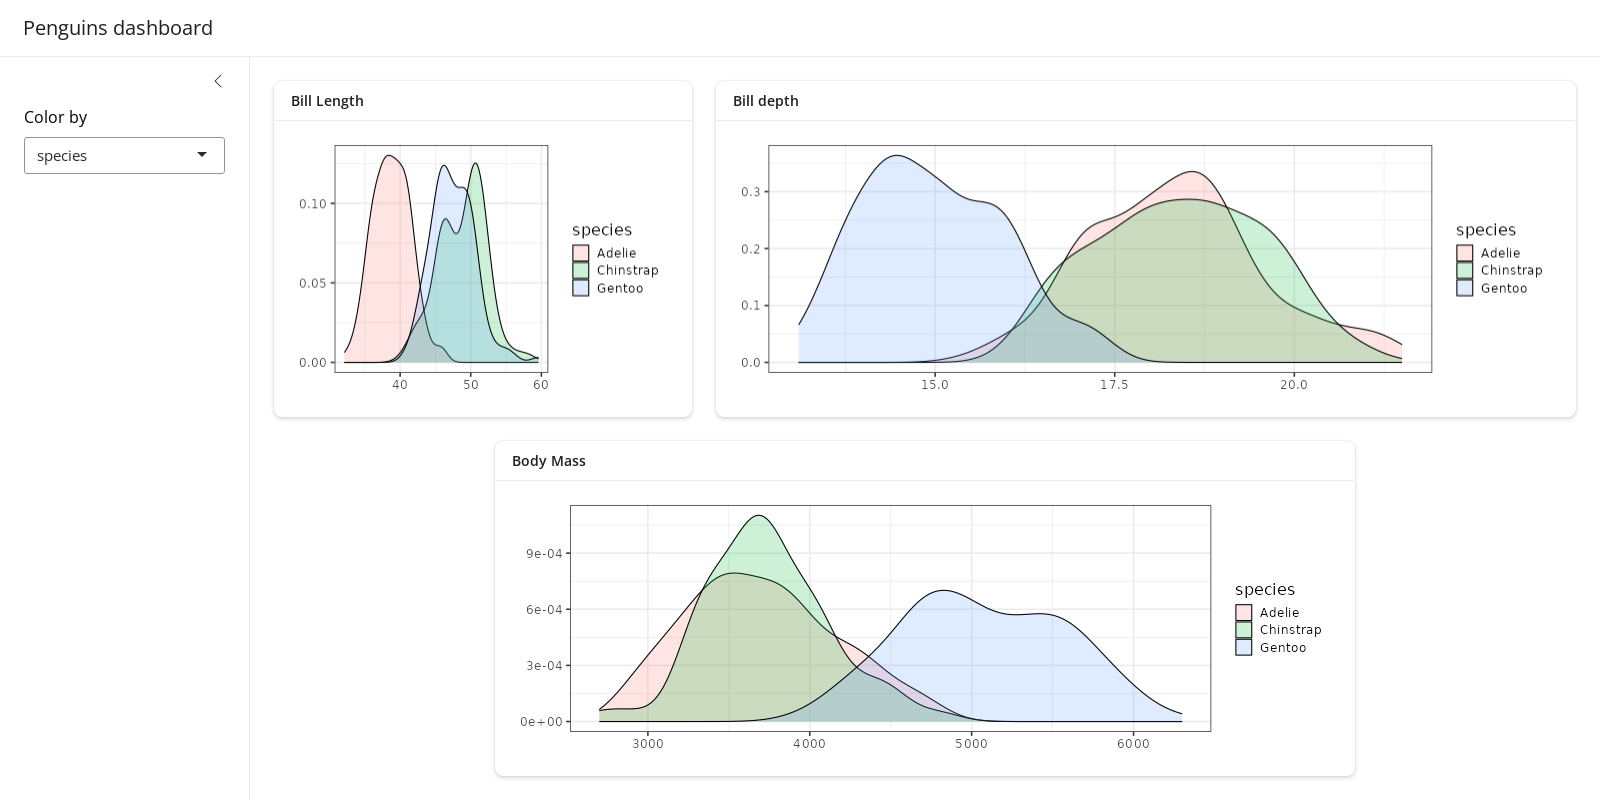 Penguins dashboard
Color by
species
Bill Length
0.10
0.05
0.00
40 50 60
species
Adelie
Chinstrap
Gentoo
Bill depth
0.3
0.2
0.1
0.0
15.0 17.5 20.0
species
Adelie
Chinstrap
Gentoo
Body Mass
9e-04
6e-04
3e-04
0e+00
3000 4000 5000 6000
species
Adelie
Chinstrap
Gentoo